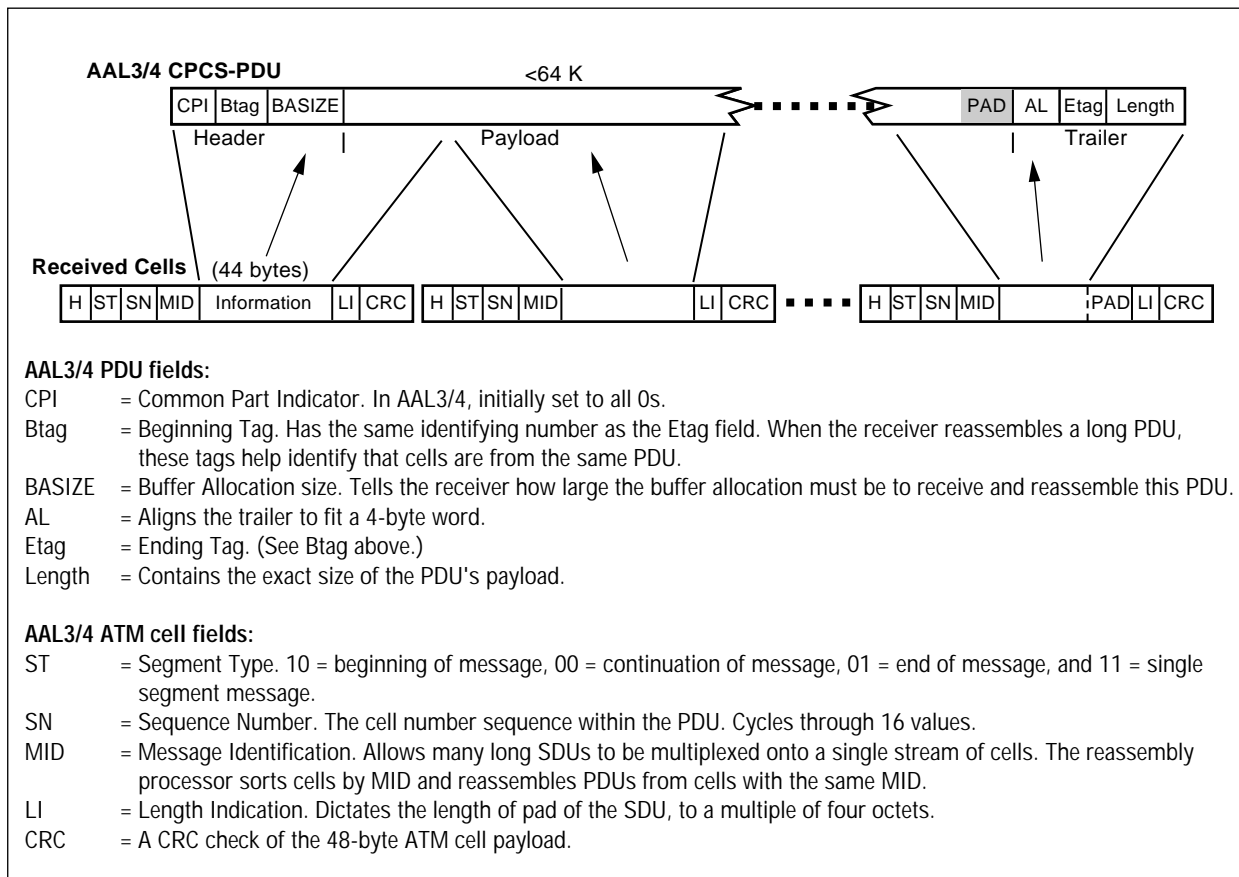 AAL3/4 CPCS-PDU
<64 K
CPI Btag BASIZE PAD AL Etag Length
Header Payload Trailer
Received Cells (44 bytes)
H ST SN MID Information LI CRC H ST SN MID LI CRC H ST SN MID PAD LI CRC
AAL3/4 PDU fields:
CPI = Common Part Indicator. In AAL3/4, initially set to all 0s.
Btag = Beginning Tag. Has the same identifying number as the Etag field. When the receiver reassembles a long PDU,
these tags help identify that cells are from the same PDU.
BASIZE = Buffer Allocation size. Tells the receiver how large the buffer allocation must be to receive and reassemble this PDU.
AL = Aligns the trailer to fit a 4-byte word.
Etag = Ending Tag. (See Btag above.)
Length = Contains the exact size of the PDU's payload.
AAL3/4 ATM cell fields:
ST = Segment Type. 10 = beginning of message, 00 = continuation of message, 01 = end of message, and 11 = single
segment message.
SN = Sequence Number. The cell number sequence within the PDU. Cycles through 16 values.
MID = Message Identification. Allows many long SDUs to be multiplexed onto a single stream of cells. The reassembly
processor sorts cells by MID and reassembles PDUs from cells with the same MID.
LI = Length Indication. Dictates the length of pad of the SDU, to a multiple of four octets.
CRC = A CRC check of the 48-byte ATM cell payload.